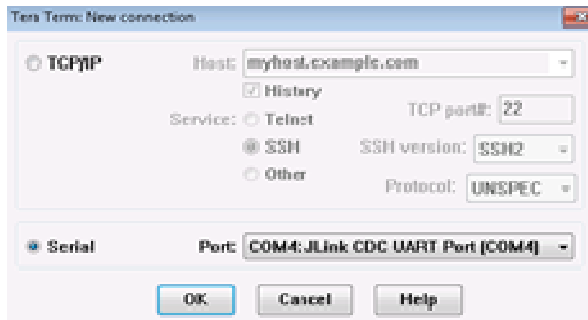 Tera Term: New connection
TCP/IP
Host: myhost.example.com
History
Service: Telnet
TCP port#: 22
SSH
SSH version: SSH2
Other
Protocol: UNSPEC
Serial
Port: COM4: JLink CDC UART Port (COM4)
OK Cancel Help